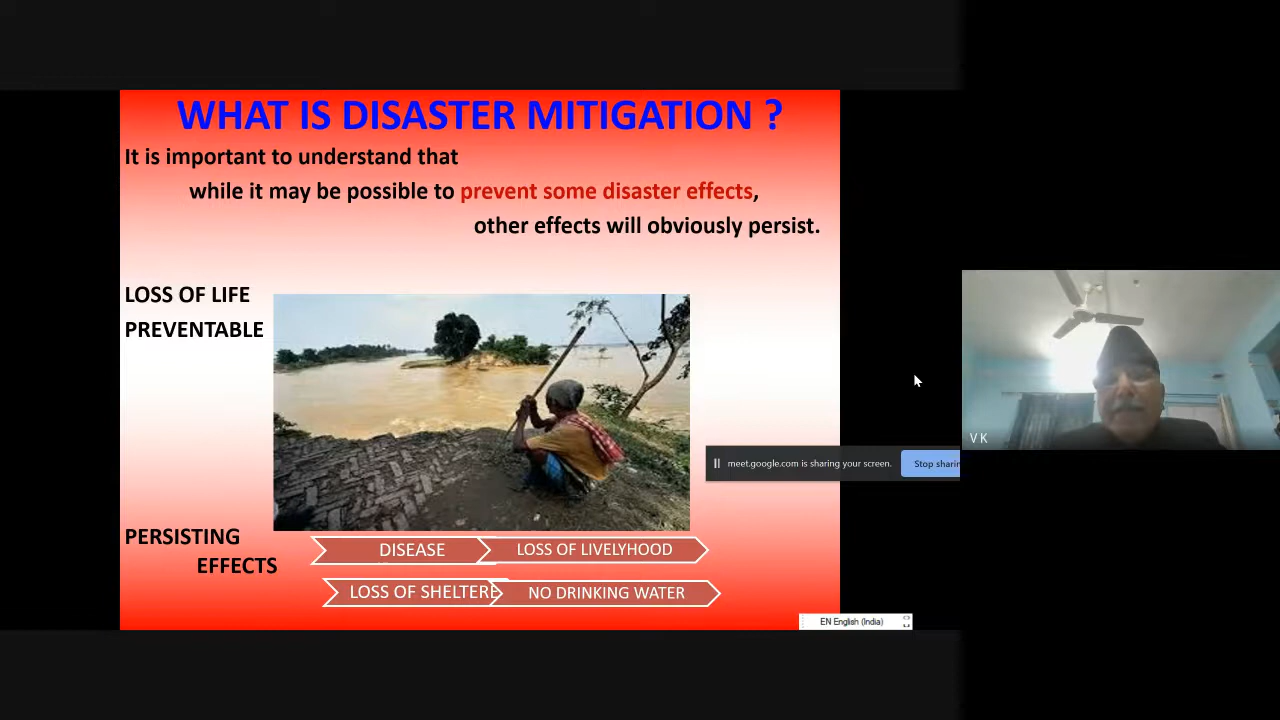 WHAT IS DISASTER MITIGATION ?
It is important to understand that
while it may be possible to prevent some disaster effects,
other effects will obviously persist.
LOSS OF LIFE
PREVENTABLE
V K
meet.google.com is sharing your screen.
Stop sharin
PERSISTING
EFFECTS
DISEASE
LOSS OF LIVELYHOOD
LOSS OF SHELTERE
NO DRINKING WATER
EN English (India)